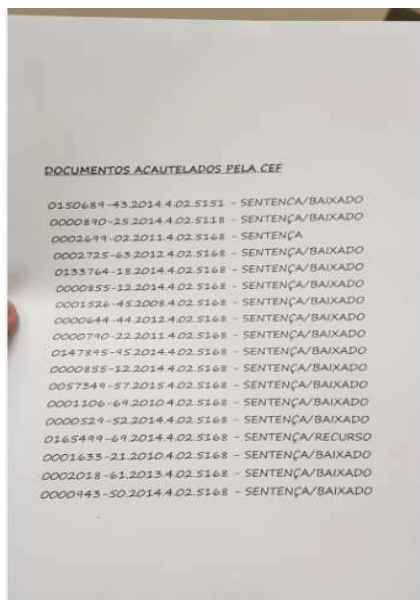 DOCUMENTOS ACAUTELADOS PELA CEF
0150689-43.2014.4.02.5151 - SENTENCA/BAIXADO
0000890-25.2014.4.02.5118 - SENTENÇA/BAIXADO
0002699-02.2011.4.02.5168 - SENTENÇA
0002725-63.2012.4.02.5168 - SENTENÇA/BAIXADO
0133764-18.2014.4.02.5168 - SENTENÇA/BAIXADO
0000855-12.2014.4.02.5168 - SENTENÇA/BAIXADO
0001526-45.2008.4.02.5168 - SENTENÇA/BAIXADO
0000644-44.2012.4.02.5168 - SENTENÇA/BAIXADO
0000790-22.2011.4.02.5168 - SENTENÇA/BAIXADO
0147895-95.2014.4.02.5168 - SENTENÇA/BAIXADO
0000855-12.2014.4.02.5168 - SENTENÇA/BAIXADO
0057349-57.2015.4.02.5168 - SENTENÇA/BAIXADO
0001106-69.2010.4.02.5168 - SENTENÇA/BAIXADO
0000529-52.2014.4.02.5168 - SENTENÇA/BAIXADO
0165499-69.2014.4.02.5168 - SENTENÇA/RECURSO
0001633-21.2010.4.02.5168 - SENTENÇA/BAIXADO
0002018-61.2013.4.02.5168 - SENTENÇA/BAIXADO
0000943-50.2014.4.02.5168 - SENTENÇA/BAIXADO